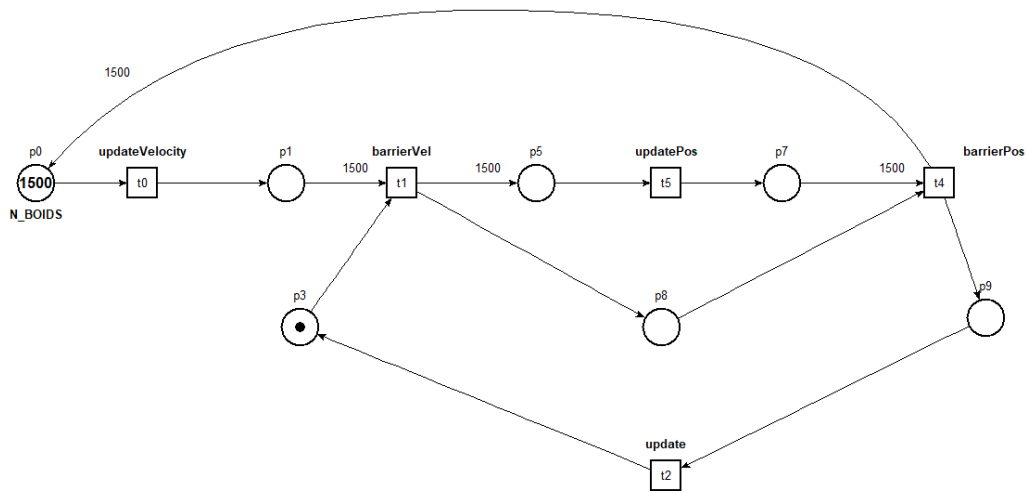 1500
p0
updateVelocity
p1
barrierVel
p5
updatePos
p7
barrierPos
1500
1500
1500
1500
t0
t1
t5
t4
N_BOIDS
p3
p8
p9
update
t2